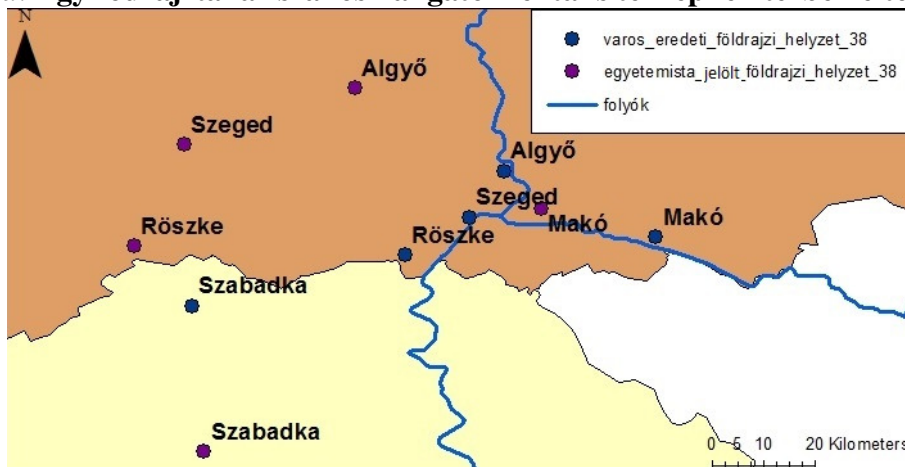 N
varos_eredeti_földrajzi_helyzet_38
egyetemista_jelölt_földrajzi_helyzet_38
folyók
Algyő
Szeged
Algyő
Szeged
Makó
Makó
Röszke
Röszke
Szabadka
Szabadka
0 5 10 20 Kilometers